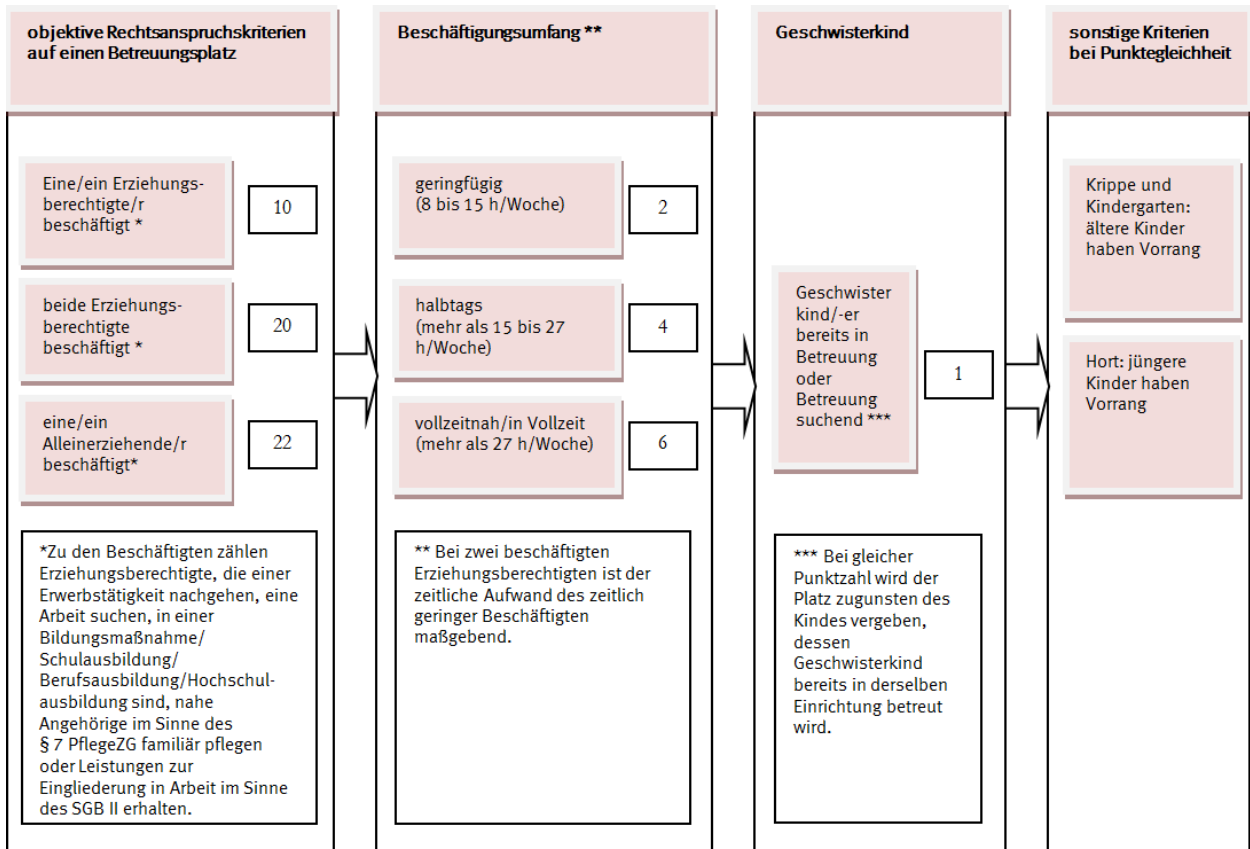 objektive Rechtsanspruchskriterien
auf einen Betreuungsplatz
Eine/ein Erziehungs-
berechtigte/r
beschäftigt *
10
beide Erziehungs-
berechtigte
beschäftigt *
20
eine/ein
Alleinerziehende/r
beschäftigt*
22
*Zu den Beschäftigten zählen
Erziehungsberechtigte, die einer
Erwerbstätigkeit nachgehen, eine
Arbeit suchen, in einer
Bildungsmaßnahme/
Schulausbildung/
Berufsausbildung/Hochschul-
ausbildung sind, nahe
Angehörige im Sinne des
§ 7 PflegeZG familiär pflegen
oder Leistungen zur
Eingliederung in Arbeit im Sinne
des SGB II erhalten.
Beschäftigungsumfang **
geringfügig
(8 bis 15 h/Woche)
2
halbtags
(mehr als 15 bis 27
h/Woche)
4
vollzeitnah/in Vollzeit
(mehr als 27 h/Woche)
6
** Bei zwei beschäftigten
Erziehungsberechtigten ist der
zeitliche Aufwand des zeitlich
geringer Beschäftigten
maßgebend.
Geschwisterkind
Geschwister
kind/-er
bereits in
Betreuung
oder
Betreuung
suchend ***
1
*** Bei gleicher
Punktzahl wird der
Platz zugunsten des
Kindes vergeben,
dessen
Geschwisterkind
bereits in derselben
Einrichtung betreut
wird.
sonstige Kriterien
bei Punktegleichheit
Krippe und
Kindergarten:
ältere Kinder
haben Vorrang
Hort: jüngere
Kinder haben
Vorrang